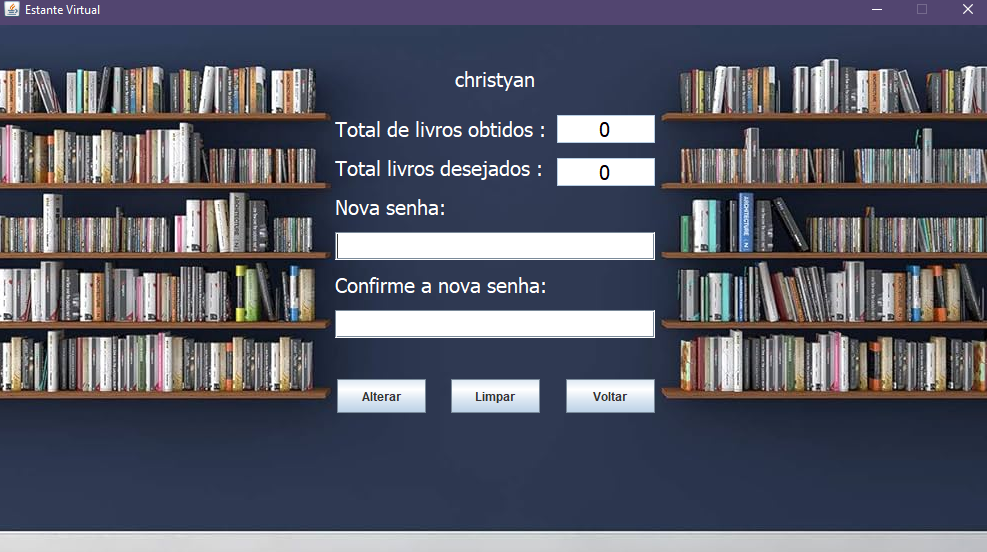 Estante Virtual
christyan
Total de livros obtidos : 0
Total livros desejados : 0
Nova senha:
Confirme a nova senha:
Alterar Limpar Voltar
ARCHITECTURE